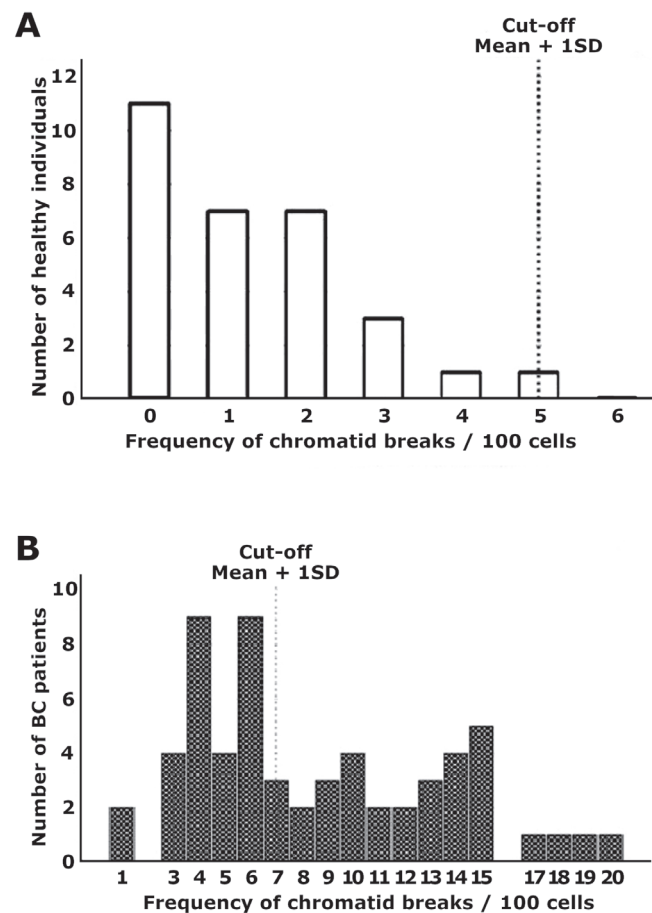 A
Cut-off
Mean + 1SD
Number of healthy individuals
12
10
8
6
4
2
0
0 1 2 3 4 5 6
Frequency of chromatid breaks / 100 cells
B
Cut-off
Mean + 1SD
Number of BC patients
10
8
6
4
2
0
1 3 4 5 6 7 8 9 10 11 12 13 14 15 17 18 19 20
Frequency of chromatid breaks / 100 cells